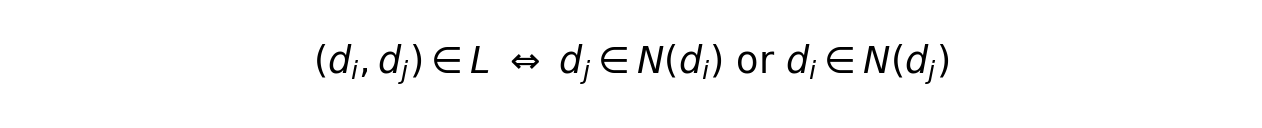 (d_i, d_j) ∈ L ⇔ d_j ∈ N(d_i) or d_i ∈ N(d_j)